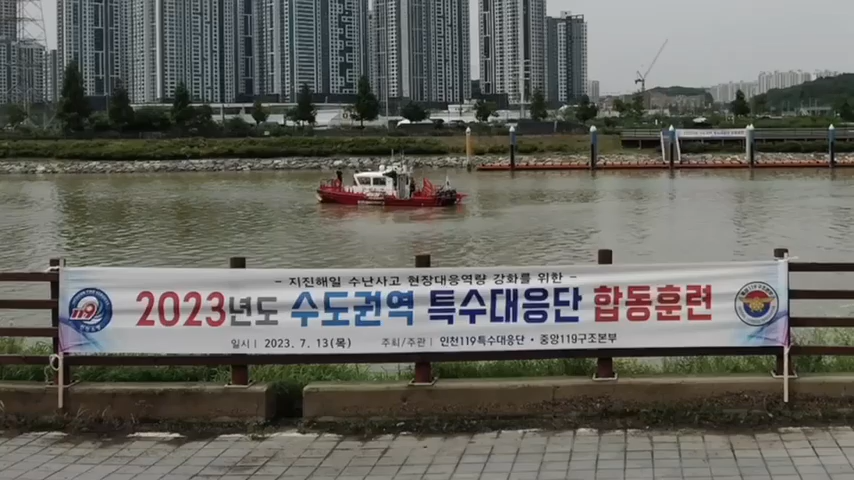 - 지진해일 수난사고 현장대응역량 강화를 위한 -
2023년도 수도권역 특수대응단 합동훈련
일시 | 2023. 7. 13(목) 주최/주관 | 인천119특수대응단 · 중앙119구조본부
119